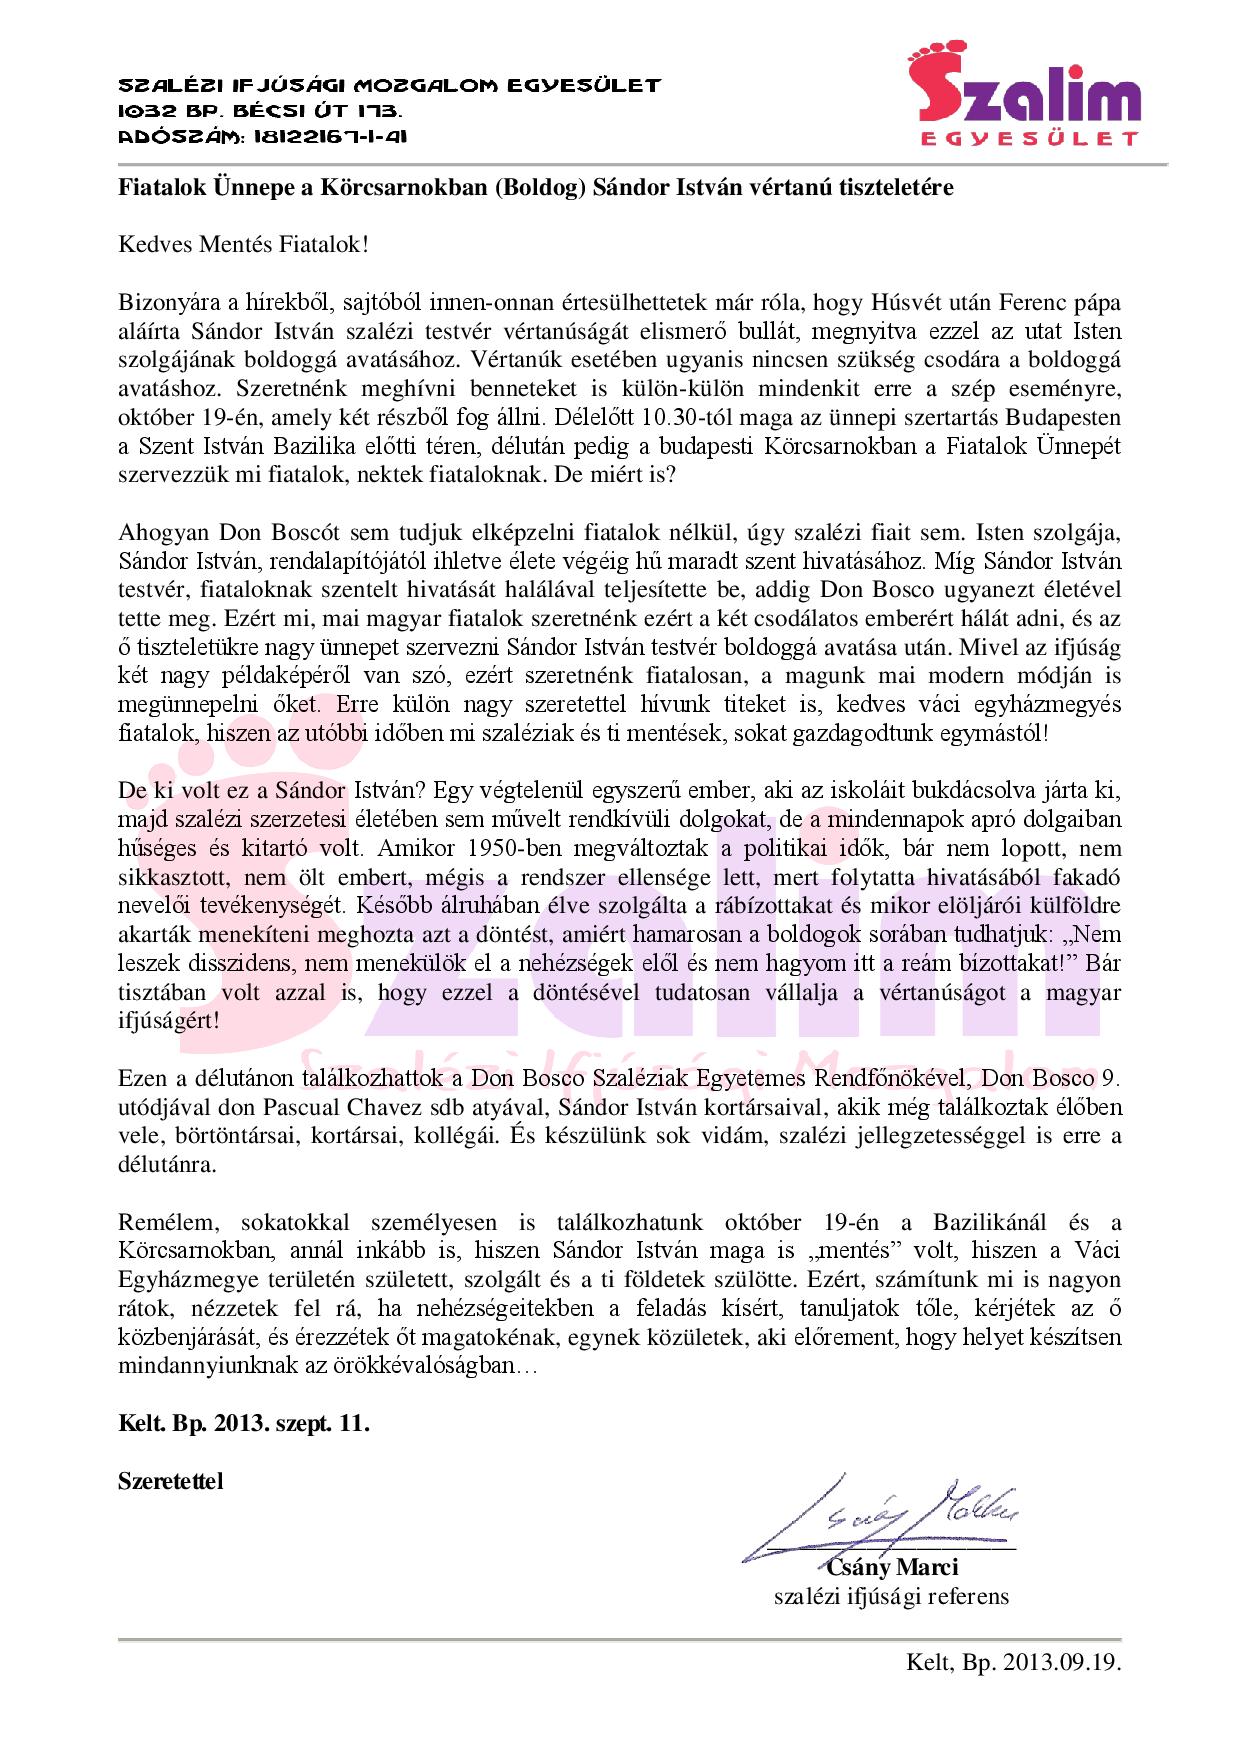 SZALÉZI IFJÚSÁGI MOZGALOM EGYESÜLET
1032 BP. BÉCSI ÚT 173.
ADÓSZÁM: 18122167-1-41
Szalim
EGYESÜLET
Fiatalok Ünnepe a Körcsarnokban (Boldog) Sándor István vértanú tiszteletére
Kedves Mentés Fiatalok!
Bizonyára a hírekből, sajtóból innen-onnan értesülhettetek már róla, hogy Húsvét után Ferenc pápa
aláírta Sándor István szalézi testvér vértanúságát elismerő bullát, megnyitva ezzel az utat Isten
szolgájának boldoggá avatásához. Vértanúk esetében ugyanis nincsen szükség csodára a boldoggá
avatáshoz. Szeretnénk meghívni benneteket is külön-külön mindenkit erre a szép eseményre,
október 19-én, amely két részből fog állni. Délelőtt 10.30-tól maga az ünnepi szertartás Budapesten
a Szent István Bazilika előtti téren, délután pedig a budapesti Körcsarnokban a Fiatalok Ünnepét
szervezzük mi fiatalok, nektek fiataloknak. De miért is?
Ahogyan Don Boscót sem tudjuk elképzelni fiatalok nélkül, úgy szalézi fiait sem. Isten szolgája,
Sándor István, rendalapítójától ihletve élete végéig hű maradt szent hivatásához. Míg Sándor István
testvér, fiataloknak szentelt hivatását halálával teljesítette be, addig Don Bosco ugyanezt életével
tette meg. Ezért mi, mai magyar fiatalok szeretnénk ezért a két csodálatos emberért hálát adni, és az
ő tiszteletükre nagy ünnepet szervezni Sándor István testvér boldoggá avatása után. Mivel az ifjúság
két nagy példaképéről van szó, ezért szeretnénk fiatalosan, a magunk mai modern módján is
megünnepelni őket. Erre külön nagy szeretettel hívunk titeket is, kedves váci egyházmegyés
fiatalok, hiszen az utóbbi időben mi szaléziak és ti mentések, sokat gazdagodtunk egymástól!
De ki volt ez a Sándor István? Egy végtelenül egyszerű ember, aki az iskoláit bukdácsolva járta ki,
majd szalézi szerzetesi életében sem művelt rendkívüli dolgokat, de a mindennapok apró dolgaiban
hűséges és kitartó volt. Amikor 1950-ben megváltoztak a politikai idők, bár nem lopott, nem
sikkasztott, nem ölt embert, mégis a rendszer ellensége lett, mert folytatta hivatásából fakadó
nevelői tevékenységét. Később álruhában élve szolgálta a rábízottakat és mikor elöljárói külföldre
akarták menekíteni meghozta azt a döntést, amiért hamarosan a boldogok sorában tudhatjuk: „Nem
leszek disszidens, nem menekülök el a nehézségek elől és nem hagyom itt a reám bízottakat!” Bár
tisztában volt azzal is, hogy ezzel a döntésével tudatosan vállalja a vértanúságot a magyar
ifjúságért!
Szalim
Szalézi Ifjúsági Mozgalom
Ezen a délutánon találkozhattok a Don Bosco Szaléziak Egyetemes Rendfőnökével, Don Bosco 9.
utódjával don Pascual Chavez sdb atyával, Sándor István kortársaival, akik még találkoztak élőben
vele, börtöntársai, kortársai, kollégái. És készülünk sok vidám, szalézi jellegzetességgel is erre a
délutánra.
Remélem, sokatokkal személyesen is találkozhatunk október 19-én a Bazilikánál és a
Körcsarnokban, annál inkább is, hiszen Sándor István maga is „mentés” volt, hiszen a Váci
Egyházmegye területén született, szolgált és a ti földetek szülötte. Ezért, számítunk mi is nagyon
rátok, nézzetek fel rá, ha nehézségeitekben a feladás kísért, tanuljatok tőle, kérjétek az ő
közbenjárását, és érezzétek őt magatokénak, egynek közületek, aki előrement, hogy helyet készítsen
mindannyiunknak az örökkévalóságban…
Kelt. Bp. 2013. szept. 11.
Szeretettel
Csány Marci
szalézi ifjúsági referens
Kelt, Bp. 2013.09.19.